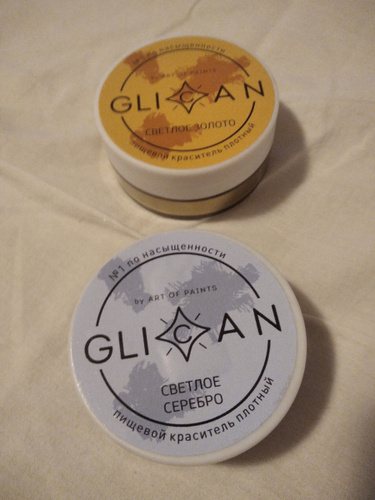 №1 по насыщенности
by ART OF PAINTS
GLICAN
СВЕТЛОЕ ЗОЛОТО
пищевой краситель плотный
№1 по насыщенности
by ART OF PAINTS
GLICAN
СВЕТЛОЕ
СЕРЕБРО
пищевой краситель плотный